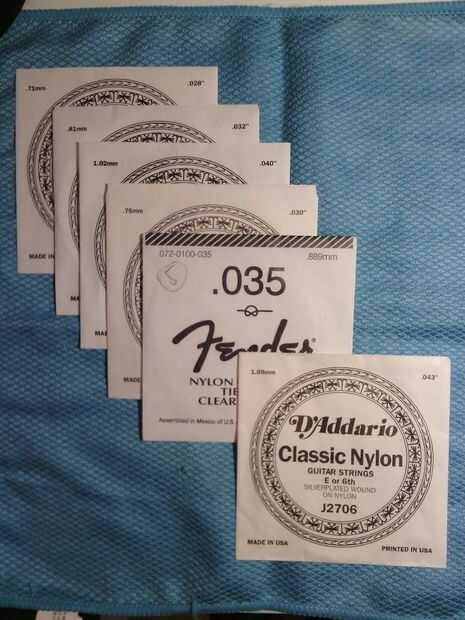 .71mm .028"
MADE IN
.81mm .032"
MADE
1.02mm .040"
MADE
.75mm .030"
MADE IN
072-0100-035 .889mm
.035
Fender
NYLON
TIE
CLEAR
Assembled in Mexico of U.S.
1.09mm .043"
D'Addario
Classic Nylon
GUITAR STRINGS
E or 6th
SILVERPLATED WOUND
ON NYLON
J2706
MADE IN USA PRINTED IN USA